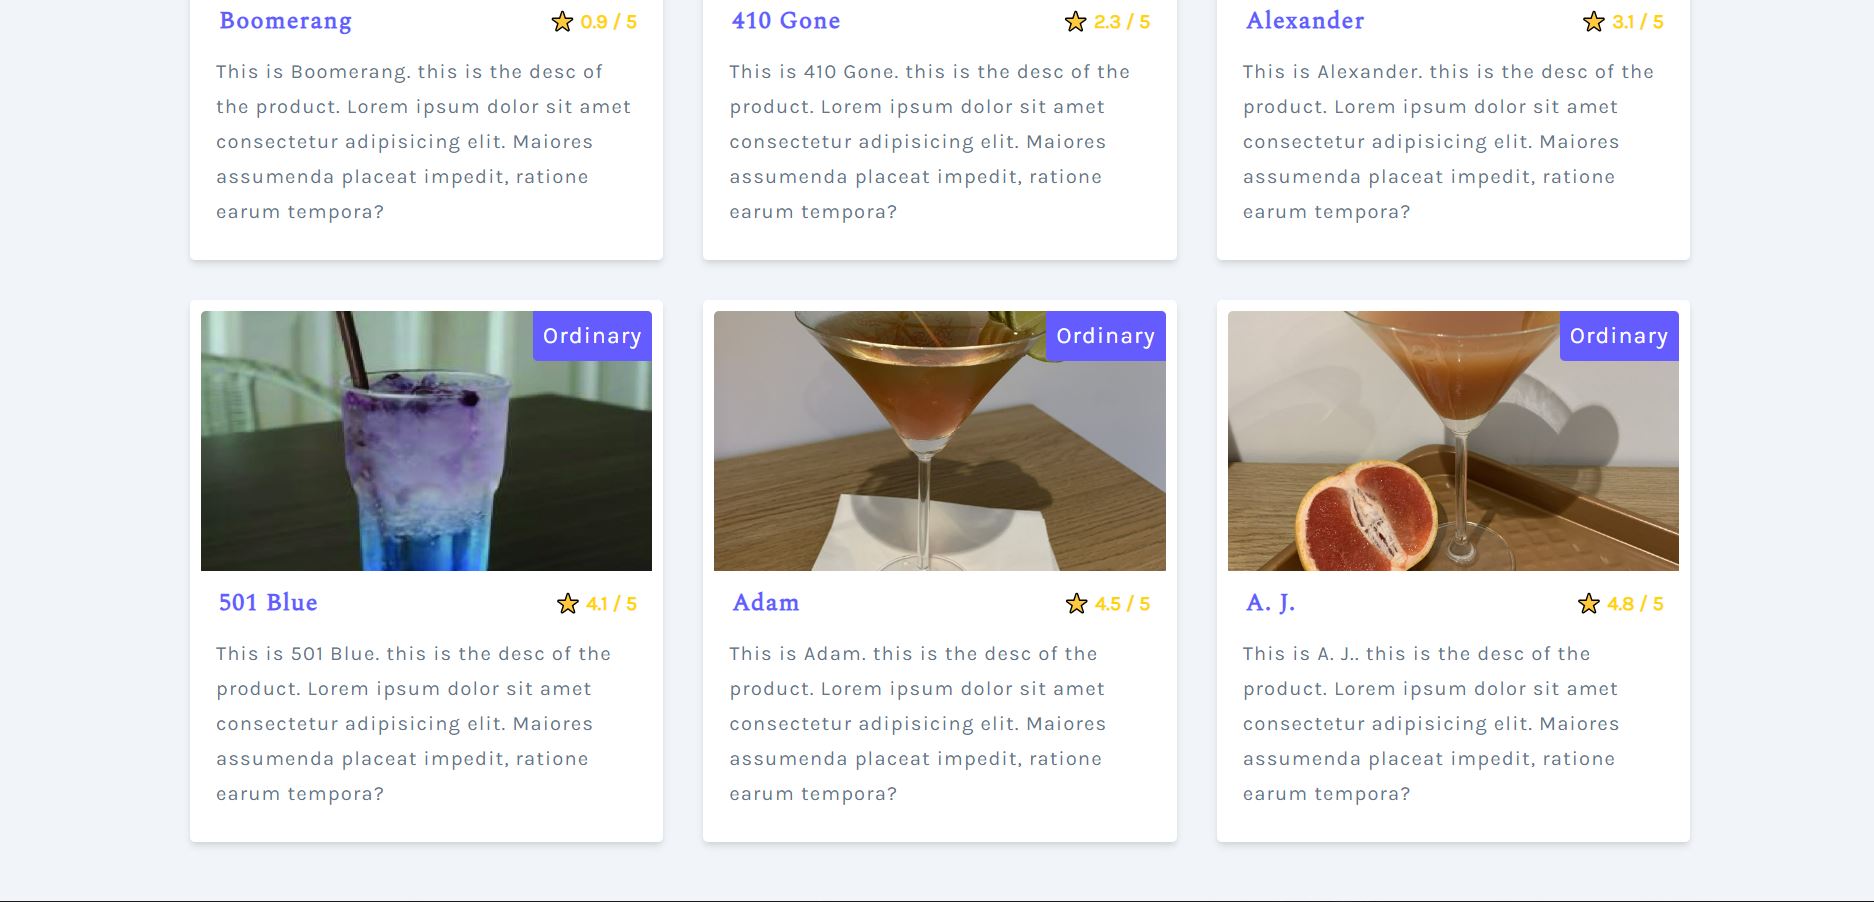 Boomerang
0.9 / 5
This is Boomerang. this is the desc of
the product. Lorem ipsum dolor sit amet
consectetur adipisicing elit. Maiores
assumenda placeat impedit, ratione
earum tempora?
410 Gone
2.3 / 5
This is 410 Gone. this is the desc of the
product. Lorem ipsum dolor sit amet
consectetur adipisicing elit. Maiores
assumenda placeat impedit, ratione
earum tempora?
Alexander
3.1 / 5
This is Alexander. this is the desc of the
product. Lorem ipsum dolor sit amet
consectetur adipisicing elit. Maiores
assumenda placeat impedit, ratione
earum tempora?
Ordinary
501 Blue
4.1 / 5
This is 501 Blue. this is the desc of the
product. Lorem ipsum dolor sit amet
consectetur adipisicing elit. Maiores
assumenda placeat impedit, ratione
earum tempora?
Ordinary
Adam
4.5 / 5
This is Adam. this is the desc of the
product. Lorem ipsum dolor sit amet
consectetur adipisicing elit. Maiores
assumenda placeat impedit, ratione
earum tempora?
Ordinary
A. J.
4.8 / 5
This is A. J.. this is the desc of the
product. Lorem ipsum dolor sit amet
consectetur adipisicing elit. Maiores
assumenda placeat impedit, ratione
earum tempora?